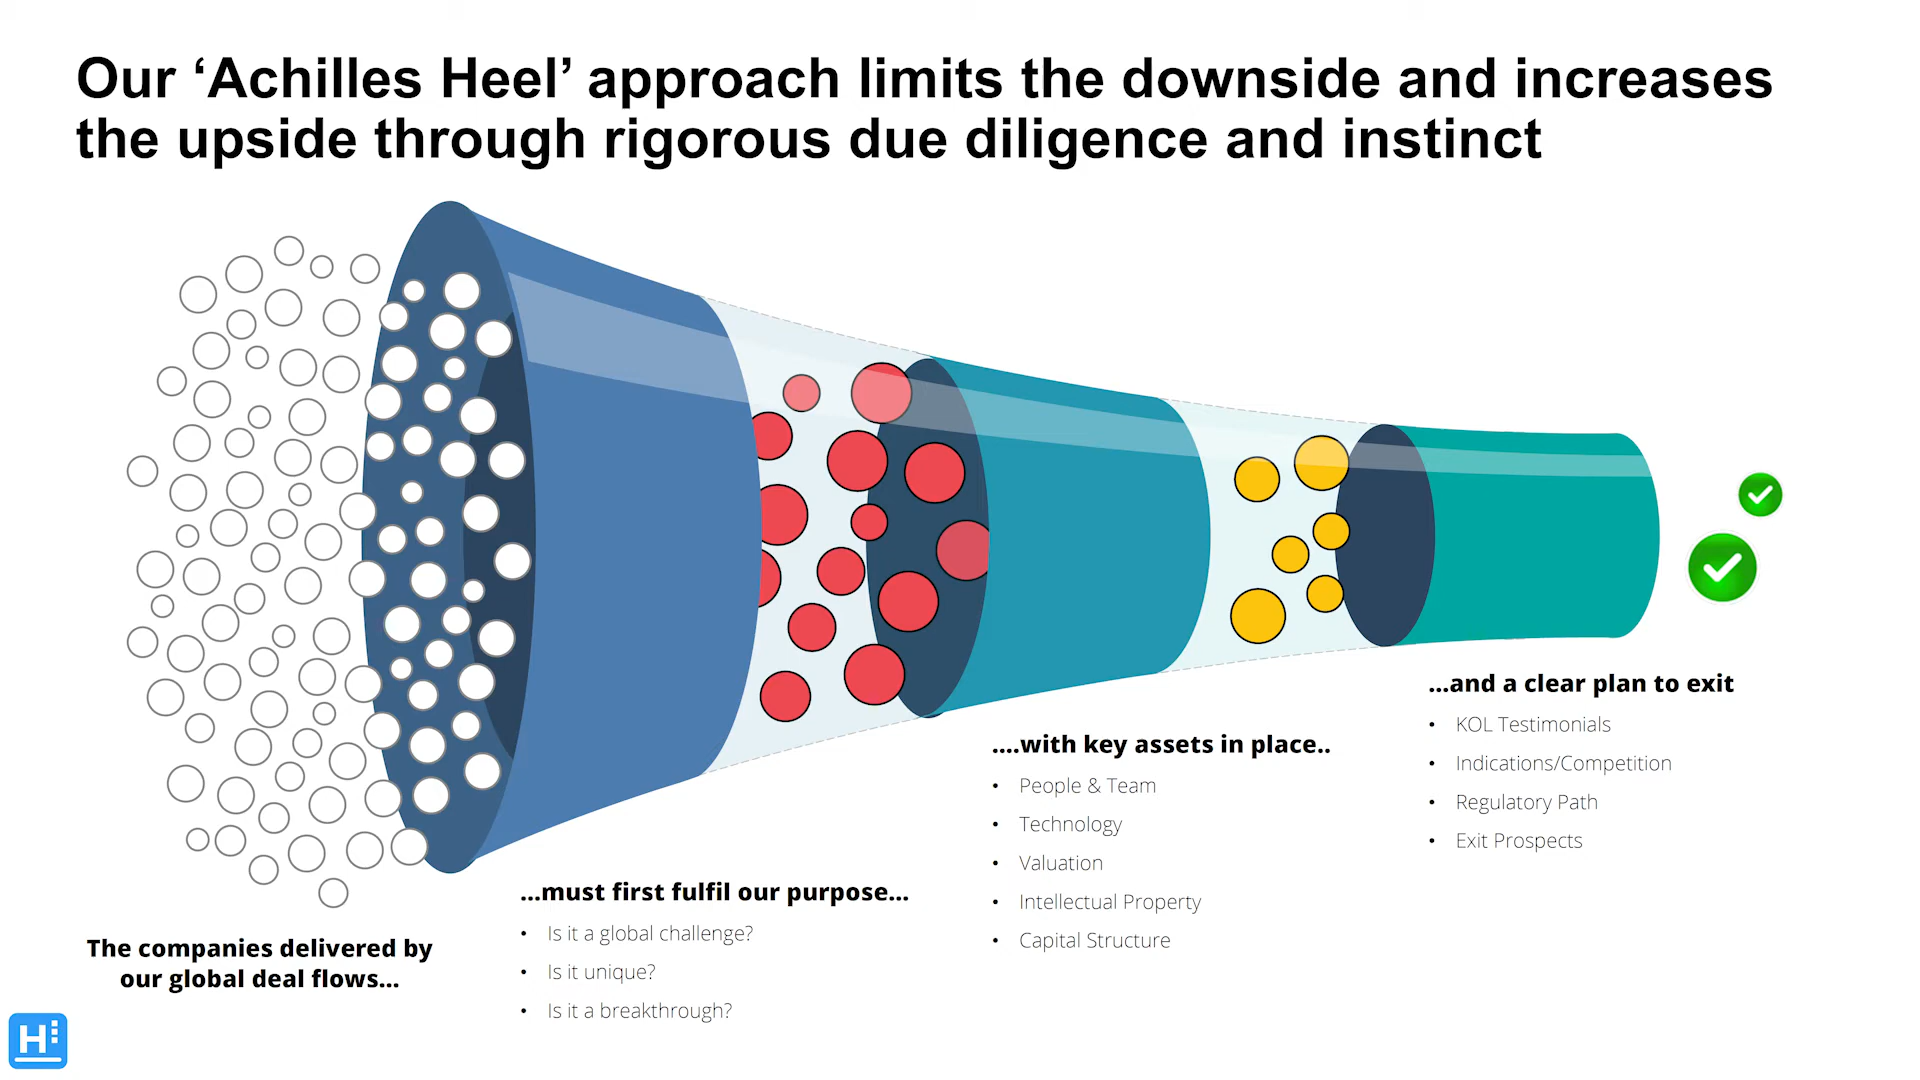 Our ‘Achilles Heel’ approach limits the downside and increases
the upside through rigorous due diligence and instinct
The companies delivered by
our global deal flows...
...must first fulfil our purpose...
• Is it a global challenge?
• Is it unique?
• Is it a breakthrough?
....with key assets in place..
• People & Team
• Technology
• Valuation
• Intellectual Property
• Capital Structure
...and a clear plan to exit
• KOL Testimonials
• Indications/Competition
• Regulatory Path
• Exit Prospects
H